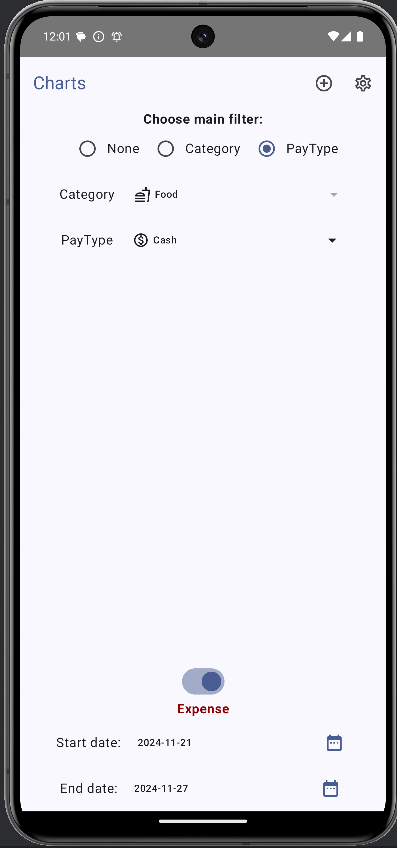 12:01
Charts
Choose main filter:
None Category PayType
Category Food
PayType Cash
Expense
Start date: 2024-11-21
End date: 2024-11-27